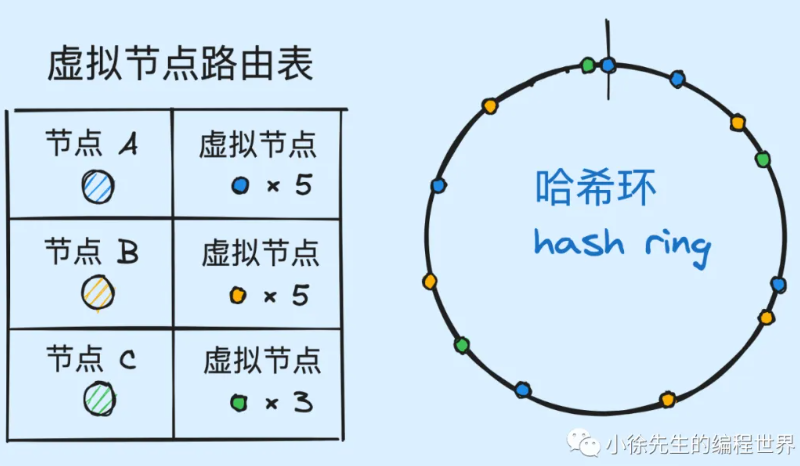 虚拟节点路由表
节点 A
虚拟节点
× 5
节点 B
虚拟节点
× 5
节点 C
虚拟节点
× 3
哈希环
hash ring
小徐先生的编程世界